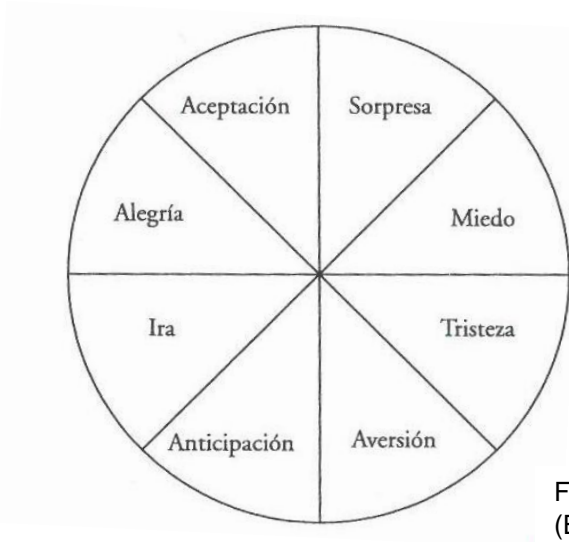 Aceptación
Sorpresa
Alegría
Miedo
Ira
Tristeza
Anticipación
Aversión
F
(E